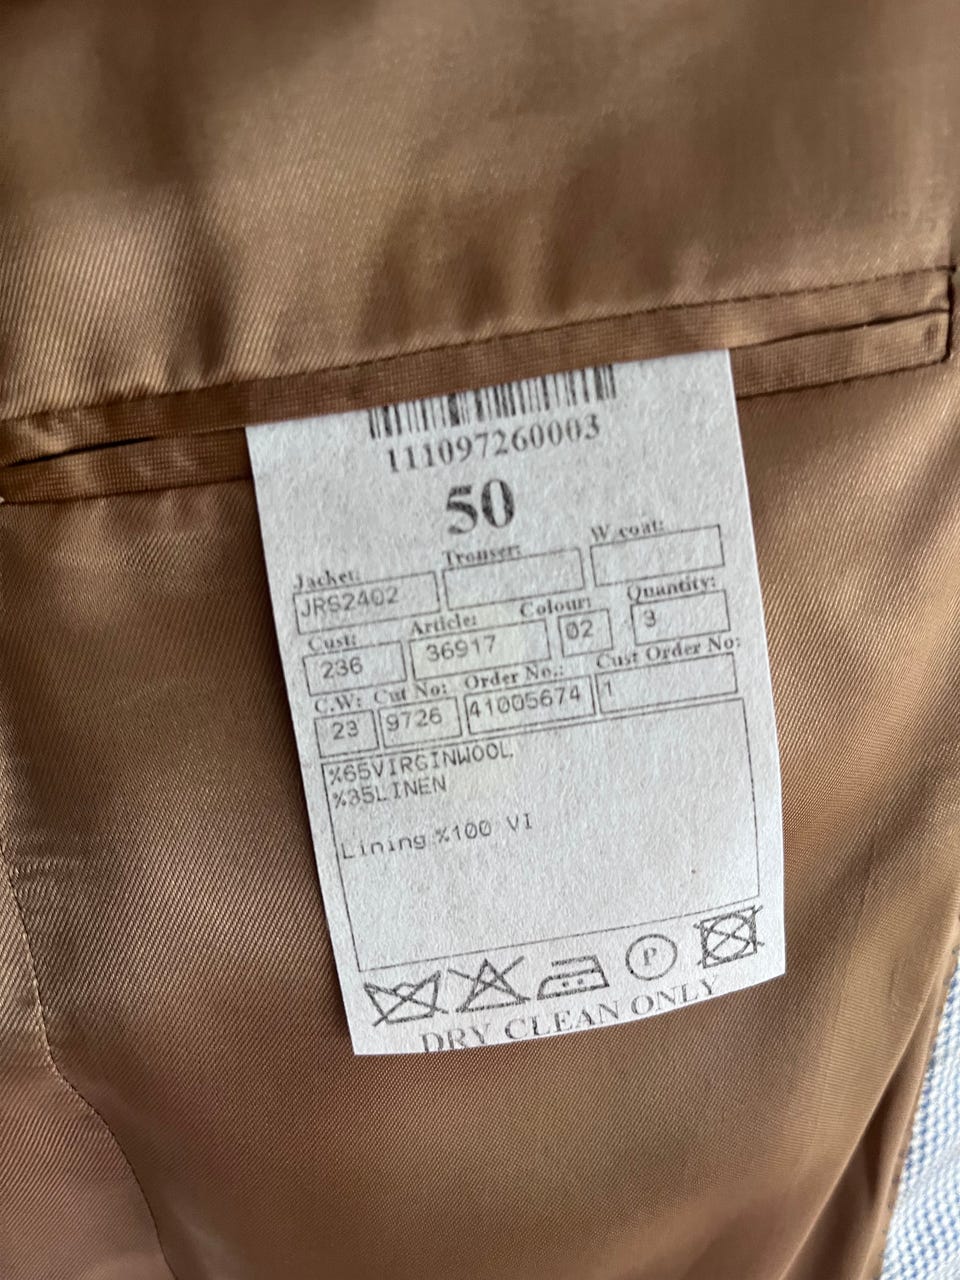 111097260003
50
Jacket: Trouser: W.coat:
JRS2402
Cust: Article: Colour: Quantity:
236 36917 02 3
C.W: Cut No: Order No.: Cust Order No:
23 9726 41005674 1
%65VIRGINWOOL
%35LINEN
Lining %100 VI
P
DRY CLEAN ONLY